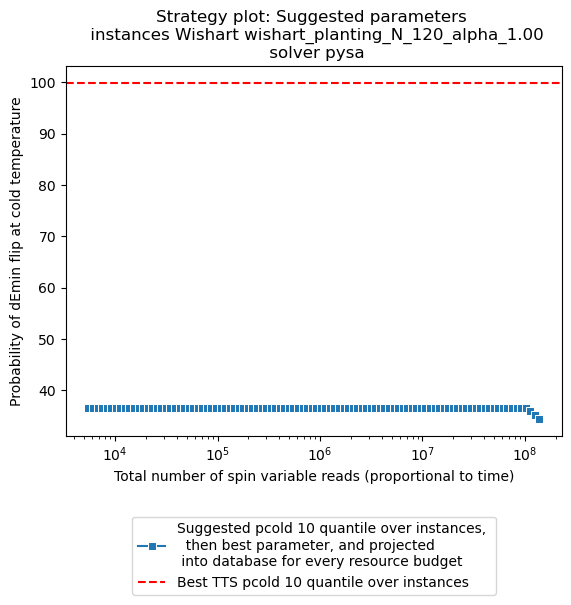 Strategy plot: Suggested parameters
instances Wishart wishart_planting_N_120_alpha_1.00
solver pysa
Probability of dEmin flip at cold temperature
100
90
80
70
60
50
40
10^4 10^5 10^6 10^7 10^8
Total number of spin variable reads (proportional to time)
Suggested pcold 10 quantile over instances,
then best parameter, and projected
into database for every resource budget
Best TTS pcold 10 quantile over instances